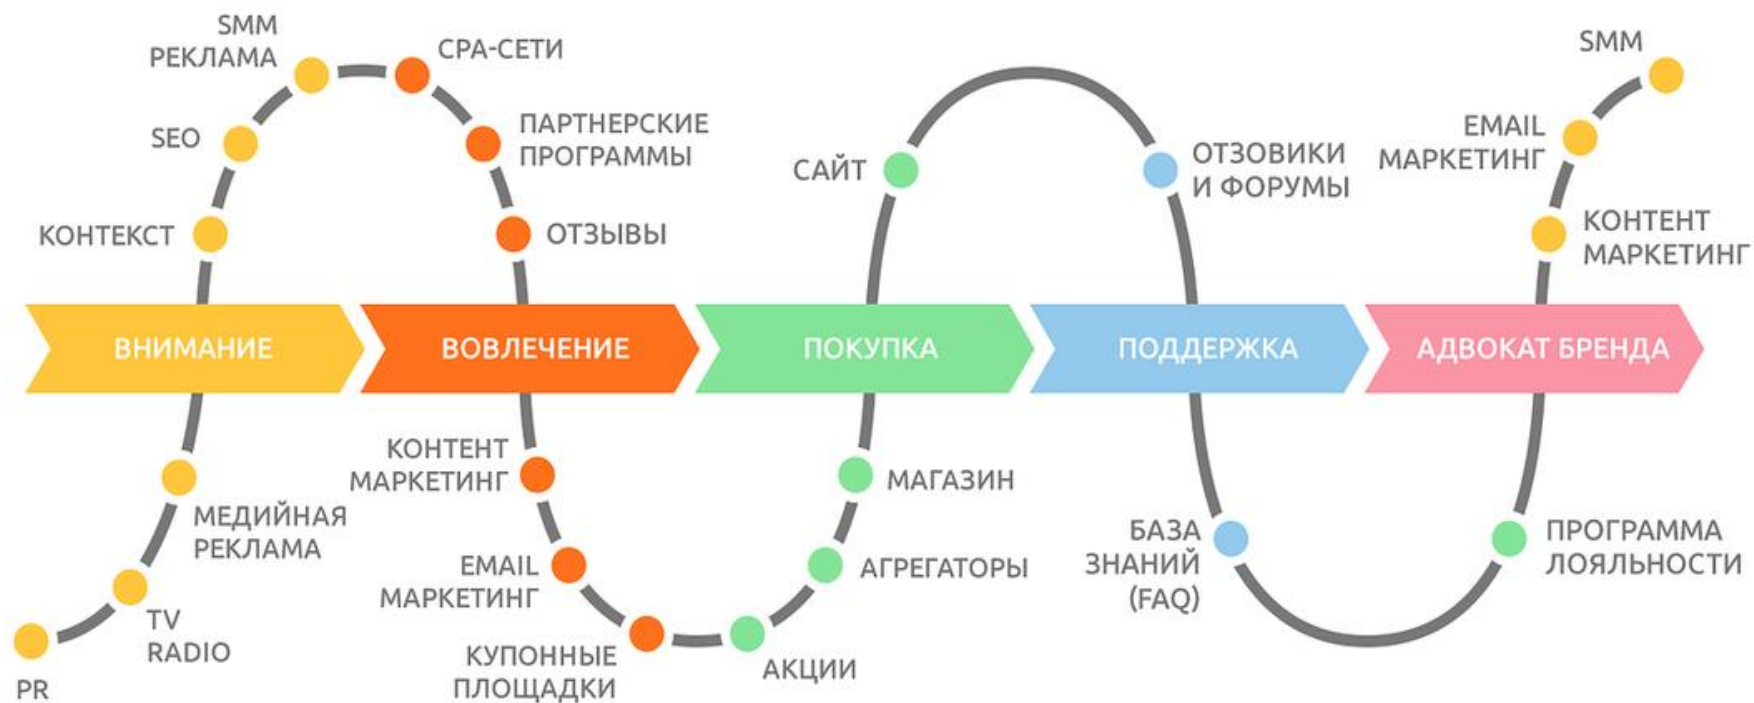 SMM
РЕКЛАМА
CPA-СЕТИ
SEO
ПАРТНЕРСКИЕ
ПРОГРАММЫ
КОНТЕКСТ
ОТЗЫВЫ
САЙТ
ОТЗОВИКИ
И ФОРУМЫ
SMM
EMAIL
МАРКЕТИНГ
КОНТЕНТ
МАРКЕТИНГ
ВНИМАНИЕ
ВОВЛЕЧЕНИЕ
ПОКУПКА
ПОДДЕРЖКА
АДВОКАТ БРЕНДА
МЕДИЙНАЯ
РЕКЛАМА
TV
RADIO
PR
КОНТЕНТ
МАРКЕТИНГ
EMAIL
МАРКЕТИНГ
КУПОННЫЕ
ПЛОЩАДКИ
МАГАЗИН
АГРЕГАТОРЫ
АКЦИИ
БАЗА
ЗНАНИЙ
(FAQ)
ПРОГРАММА
ЛОЯЛЬНОСТИ